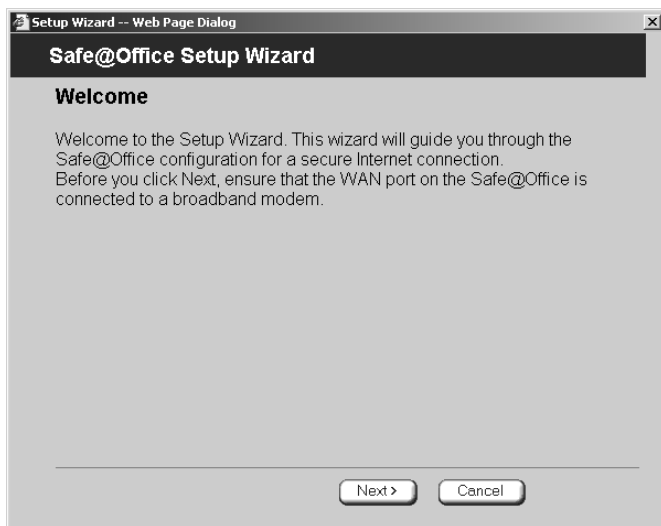 Setup Wizard -- Web Page Dialog
Safe@Office Setup Wizard
Welcome
Welcome to the Setup Wizard. This wizard will guide you through the
Safe@Office configuration for a secure Internet connection.
Before you click Next, ensure that the WAN port on the Safe@Office is
connected to a broadband modem.
Next > Cancel